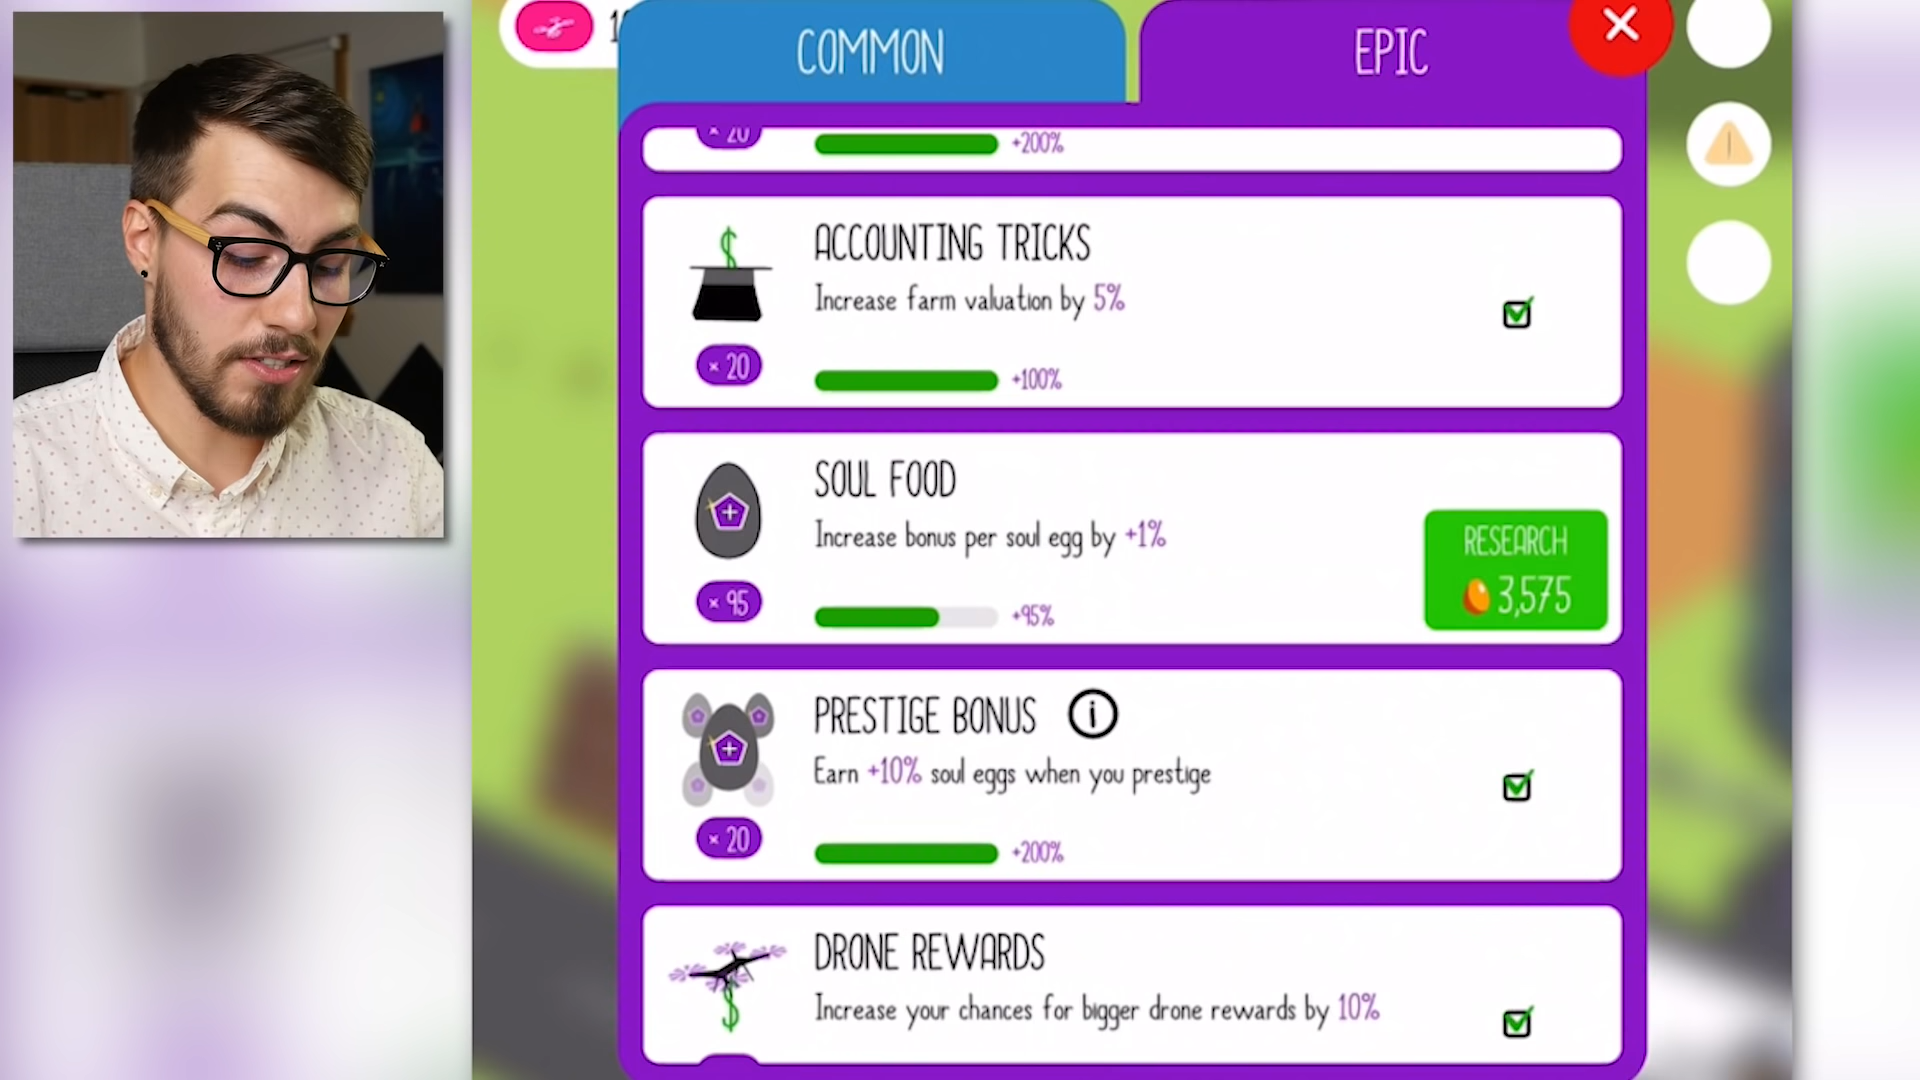 COMMON
EPIC
× 20
+200%
ACCOUNTING TRICKS
Increase farm valuation by 5%
× 20
+100%
SOUL FOOD
Increase bonus per soul egg by +1%
RESEARCH
3,575
× 95
+95%
PRESTIGE BONUS
i
Earn +10% soul eggs when you prestige
× 20
+200%
DRONE REWARDS
Increase your chances for bigger drone rewards by 10%